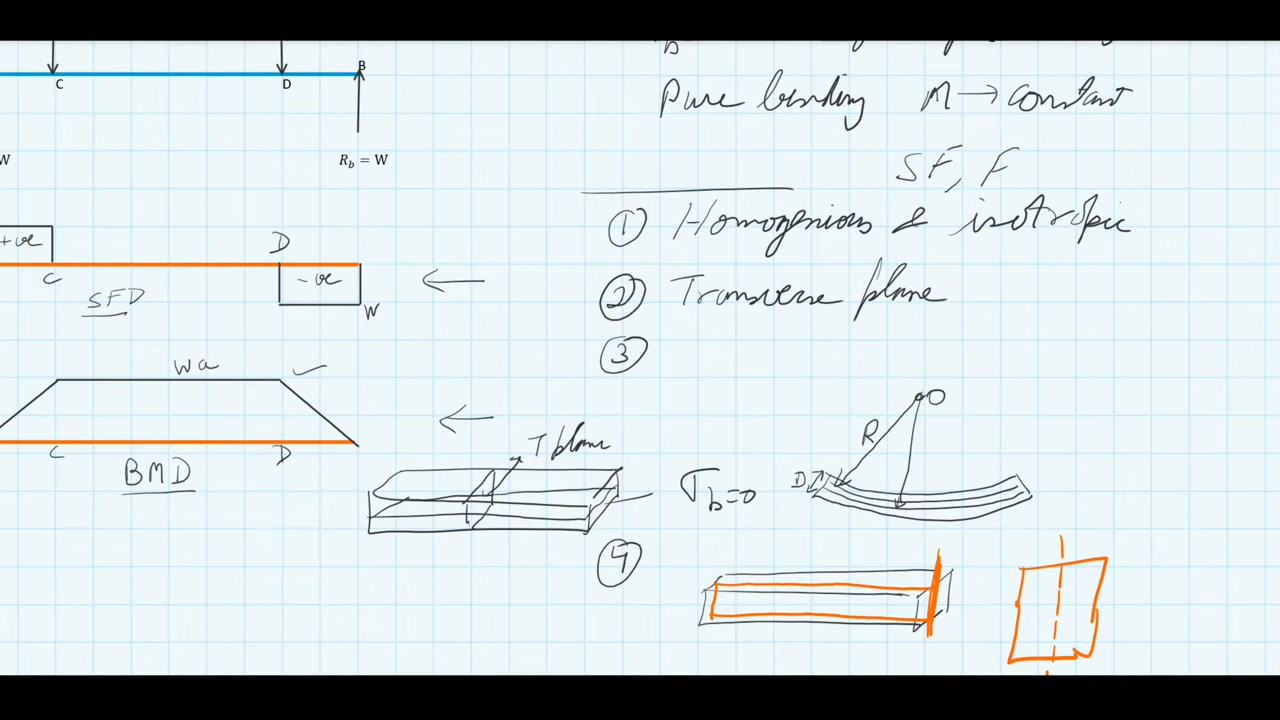 B
C
D
W
R_b = W
+ve
C
SFD
D
-ve
W
Wa
C
D
BMD
T plane
Pure bending M → constant
SF, F
① Homogenious & isotropic
② Transverse plane
③
O
R
D
σ_b=0
④